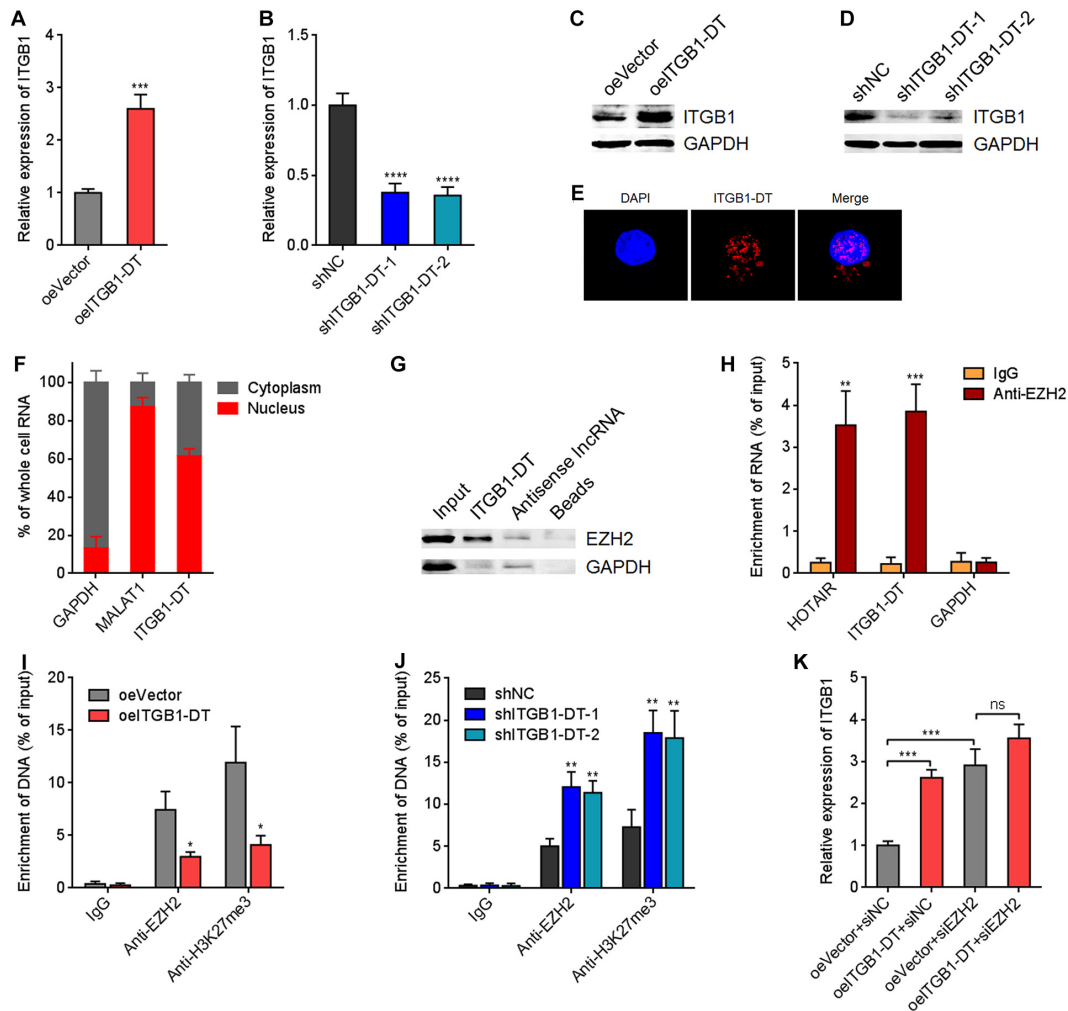 A
Relative expression of ITGB1
4
3
2
1
0
***
oeVector
oeITGB1-DT
B
Relative expression of ITGB1
1.5
1.0
0.5
0.0
****
****
shNC
shITGB1-DT-1
shITGB1-DT-2
C
oeVector
oeITGB1-DT
ITGB1
GAPDH
D
shNC
shITGB1-DT-1
shITGB1-DT-2
ITGB1
GAPDH
E
DAPI
ITGB1-DT
Merge
F
% of whole cell RNA
100
80
60
40
20
0
Cytoplasm
Nucleus
GAPDH
MALAT1
ITGB1-DT
G
Input
ITGB1-DT
Antisense lncRNA
Beads
EZH2
GAPDH
H
Enrichment of RNA (% of input)
5
4
3
2
1
0
**
***
IgG
Anti-EZH2
HOTAIR
ITGB1-DT
GAPDH
I
Enrichment of DNA (% of input)
20
15
10
5
0
oeVector
oeITGB1-DT
*
*
IgG
Anti-EZH2
Anti-H3K27me3
J
Enrichment of DNA (% of input)
25
20
15
10
5
0
shNC
shITGB1-DT-1
shITGB1-DT-2
**
**
**
**
IgG
Anti-EZH2
Anti-H3K27me3
K
Relative expression of ITGB1
5
4
3
2
1
0
***
***
ns
oeVector+siNC
oeITGB1-DT+siNC
oeVector+siEZH2
oeITGB1-DT+siEZH2